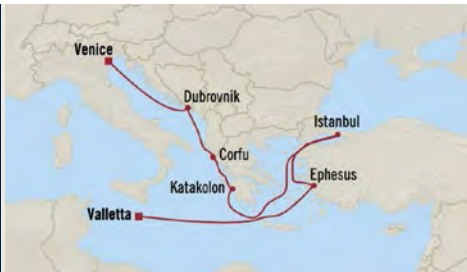 Venice
Dubrovnik
Istanbul
Corfu
Ephesus
Katakolon
Valletta